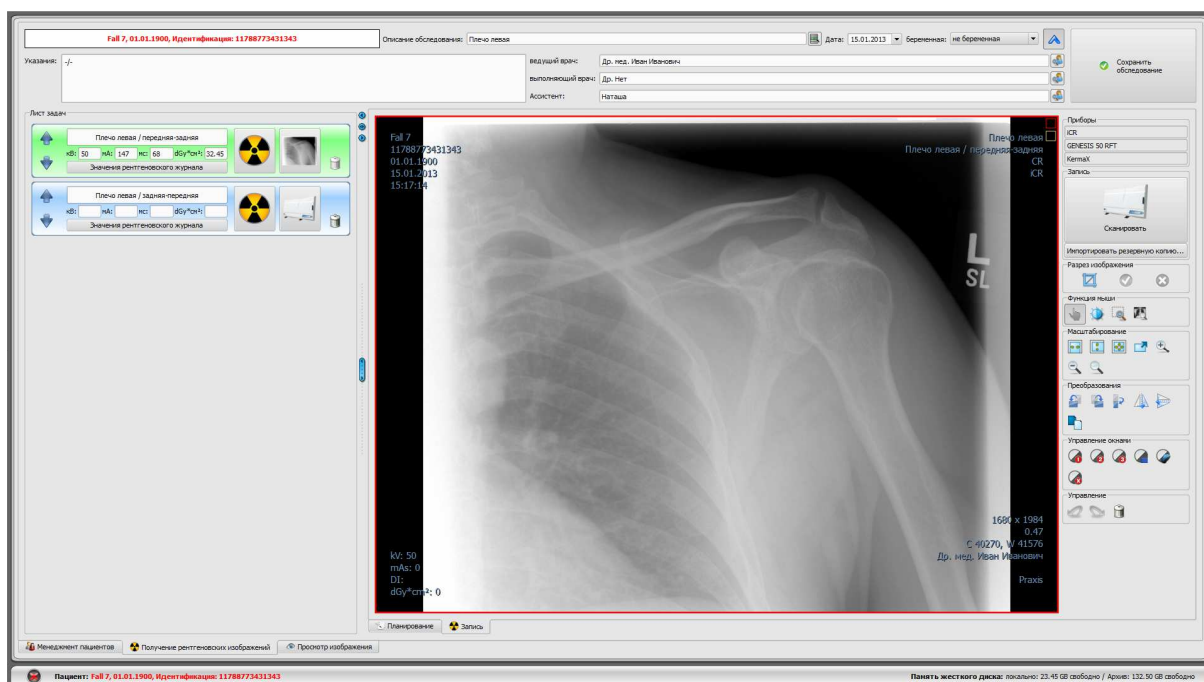 Fall 7, 01.01.1900, Идентификация: 11788773431343
Описание обследования: Плечо левая
Дата: 15.01.2013
беременная: не беременная
Указания: -/-
ведущий врач: Др. мед. Иван Иванович
выполняющий врач: Др. Нет
Ассистент: Наташа
Сохранить
обследование
Лист задач
Плечо левая / передняя-задняя
кВ: 50 мА: 147 мс: 68 dGy*cm²: 32.45
Значения рентгеновского журнала
Плечо левая / задняя-передняя
кВ: мА: мс: dGy*cm²:
Значения рентгеновского журнала
Fall 7
11788773431343
01.01.1900
15.01.2013
15:17:14
Плечо левая
Плечо левая / передняя-задняя
CR
iCR
L
SL
1680 x 1984
0.47
C 40270, W 41576
Др. мед. Иван Иванович
Praxis
kV: 50
mAs: 0
DI:
dGy*cm²: 0
Приборы
iCR
GENESIS 50 RFT
KermaX
Запись
Сканировать
Импортировать резервную копию...
Разрез изображения
Функция мыши
Масштабирование
Преобразования
Управление окнами
Управление
Планирование
Запись
Менеджмент пациентов
Получение рентгеновских изображений
Просмотр изображения
Пациент: Fall 7, 01.01.1900, Идентификация: 11788773431343
Память жесткого диска: локально: 23.45 GB свободно / Архив: 132.50 GB свободно